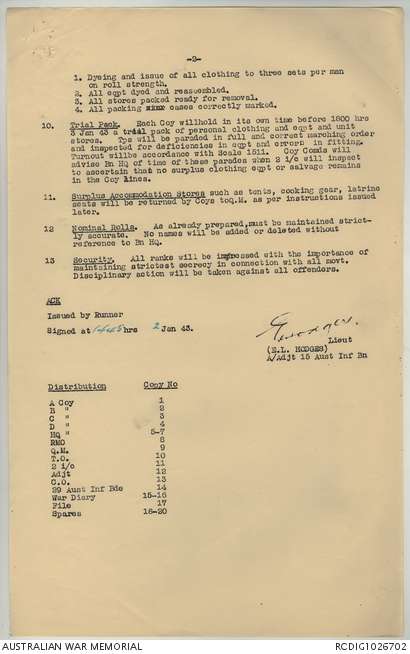 -2-
1. Dyeing and issue of all clothing to three sets per man
on roll strength.
2. All eqpt dyed and reassembled.
3. All stores packed ready for removal.
4. All packing cases correctly marked.
10. Trial Pack. Each Coy willhold in its own time before 1800 hrs
3 Jan 43 a trial pack of personal clothing and eqpt and unit
stores. Tps will be paraded in full and correct marching order
and inspected for deficiencies in eqpt and errors in fitting.
Turnout willbe accordance with Scale 1511. Coy Comds will
advise Bn HQ of time of these parades when 2 i/c will inspect
to ascertain that no surplus clothing eqpt or salvage remains
in the Coy lines.
11. Surplus Accommodation Stores such as tents, cooking gear, latrine
seats will be returned by Coys toQ.M. as per instructions issued
later.
12 Nominal Rolls. As already prepared,must be maintained strict-
ly accurate. No names will be added or deleted without
reference to Bn Hq.
13 Security. All ranks will be impressed with the importance of
maintaining strictest secrecy in connection with all movt.
Disciplinary action will be taken against all offenders.
ACK
Issued by Runner
Signed at hrs 2 Jan 43.
E Hodges.
Lieut
(E.L. HODGES)
A/Adjt 15 Aust Inf Bn
Distribution Copy No
A Coy 1
B " 2
C " 3
D " 4
HQ " 5-7
RMO 8
Q.M. 9
T.O. 10
2 i/c 11
Adjt 12
C.O. 13
29 Aust Inf Bde 14
War Diary 15-16
File 17
Spares 18-20
AUSTRALIAN WAR MEMORIAL
RCDIG1026702